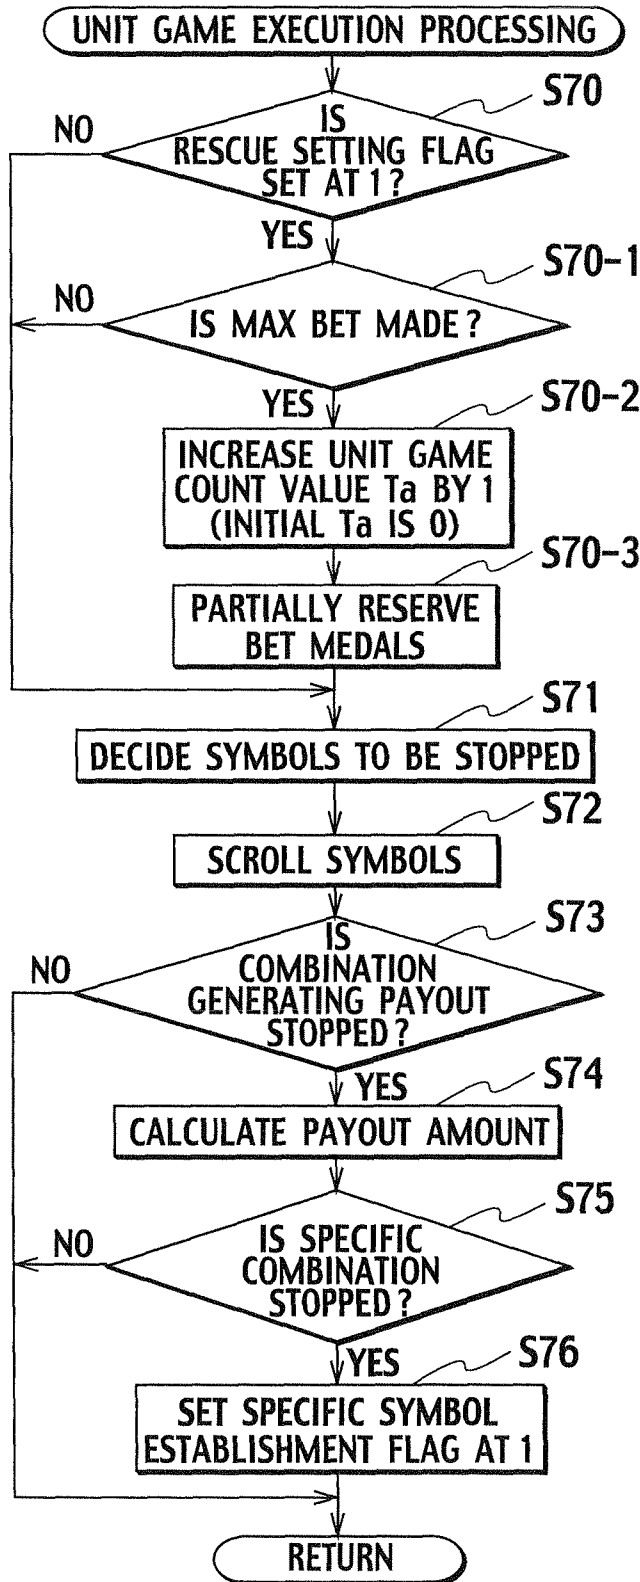 UNIT GAME EXECUTION PROCESSING
S70
IS
RESCUE SETTING FLAG
SET AT 1?
NO
YES
S70-1
IS MAX BET MADE?
NO
YES
S70-2
INCREASE UNIT GAME
COUNT VALUE Ta BY 1
(INITIAL Ta IS 0)
S70-3
PARTIALLY RESERVE
BET MEDALS
S71
DECIDE SYMBOLS TO BE STOPPED
S72
SCROLL SYMBOLS
S73
IS
COMBINATION
GENERATING PAYOUT
STOPPED?
NO
YES
S74
CALCULATE PAYOUT AMOUNT
S75
IS SPECIFIC
COMBINATION
STOPPED?
NO
YES
S76
SET SPECIFIC SYMBOL
ESTABLISHMENT FLAG AT 1
RETURN